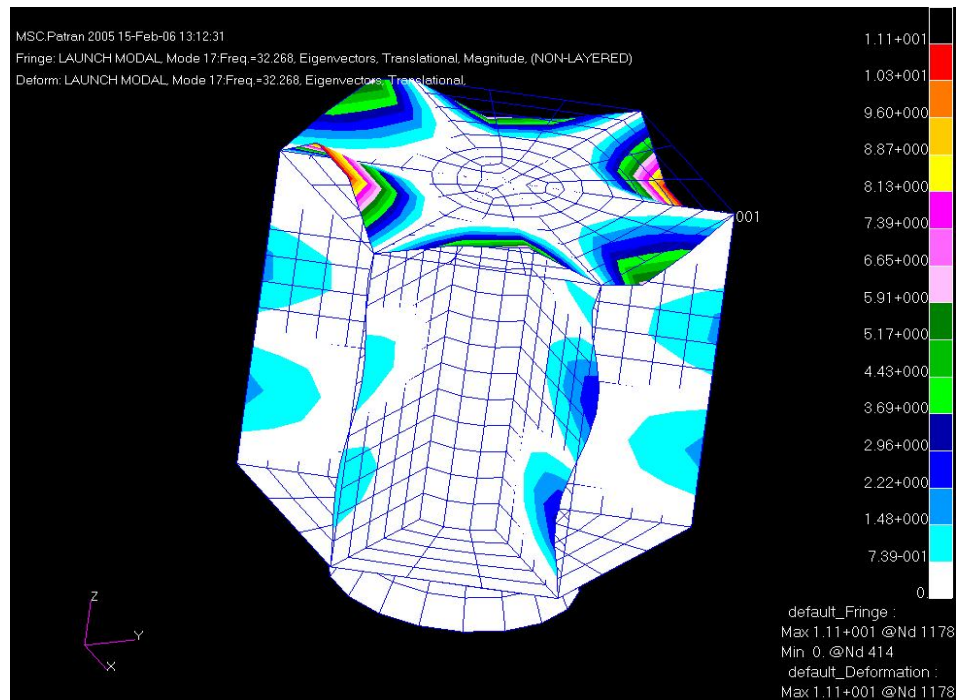 MSC.Patran 2005 15-Feb-06 13:12:31
Fringe: LAUNCH MODAL, Mode 17:Freq.=32.268, Eigenvectors, Translational, Magnitude, (NON-LAYERED)
Deform: LAUNCH MODAL, Mode 17:Freq.=32.268, Eigenvectors, Translational,
1.11+001
1.03+001
9.60+000
8.87+000
8.13+000
7.39+000
6.65+000
5.91+000
5.17+000
4.43+000
3.69+000
2.96+000
2.22+000
1.48+000
7.39-001
0.
001
Z
Y
X
default_Fringe :
Max 1.11+001 @Nd 1178
Min 0. @Nd 414
default_Deformation :
Max 1.11+001 @Nd 1178